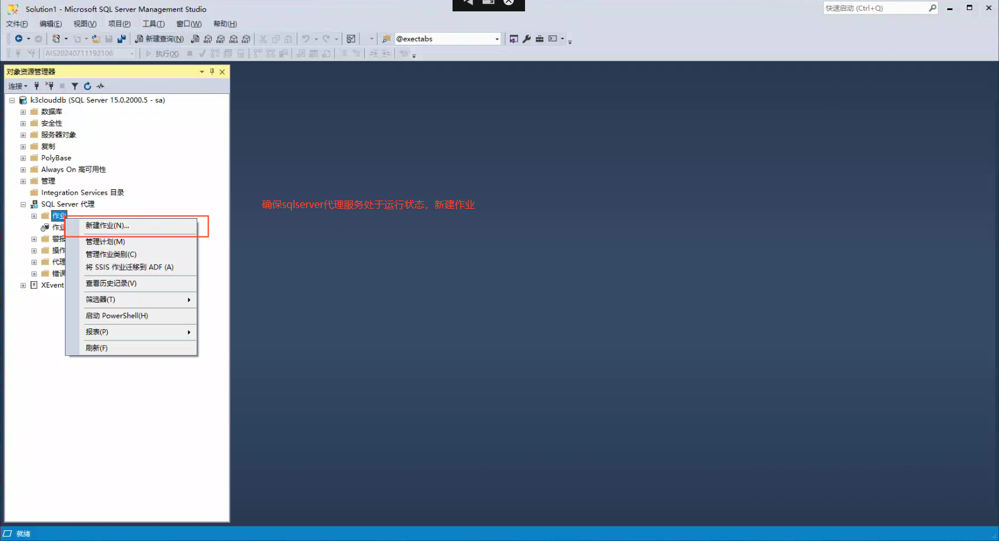 Solution1 - Microsoft SQL Server Management Studio
快速启动 (Ctrl+Q)
文件(F) 编辑(E) 视图(V) 项目(P) 工具(T) 窗口(W) 帮助(H)
新建查询(N) MDX DMX XMLA DAX @exectabs
AIS20240711192106 执行(X)
对象资源管理器
连接
k3clouddb (SQL Server 15.0.2000.5 - sa)
数据库
安全性
服务器对象
复制
PolyBase
Always On 高可用性
管理
Integration Services 目录
SQL Server 代理
作业
作业
警报
操作
代理
错误
XEvent
新建作业(N)...
管理计划(M)
管理作业类别(C)
将 SSIS 作业迁移到 ADF (A)
查看历史记录(V)
筛选器(T)
启动 PowerShell(H)
报表(P)
刷新(F)
确保sqlserver代理服务处于运行状态，新建作业
就绪